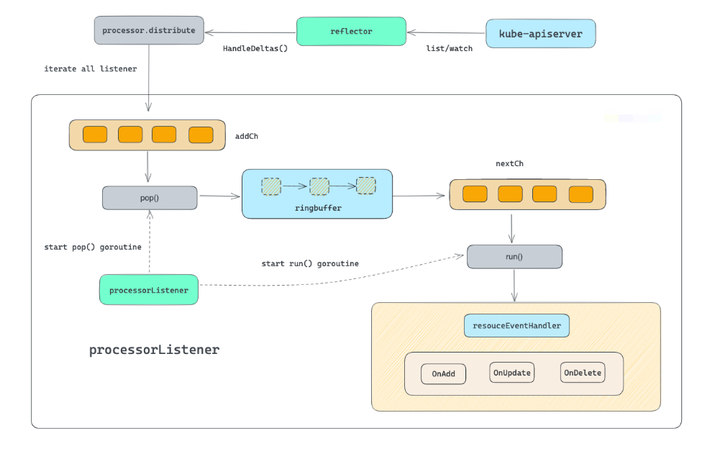 processor.distribute
reflector
kube-apiserver
HandleDeltas()
list/watch
iterate all listener
addCh
nextCh
pop()
ringbuffer
start pop() goroutine
start run() goroutine
run()
processorListener
resouceEventHandler
processorListener
OnAdd
OnUpdate
OnDelete